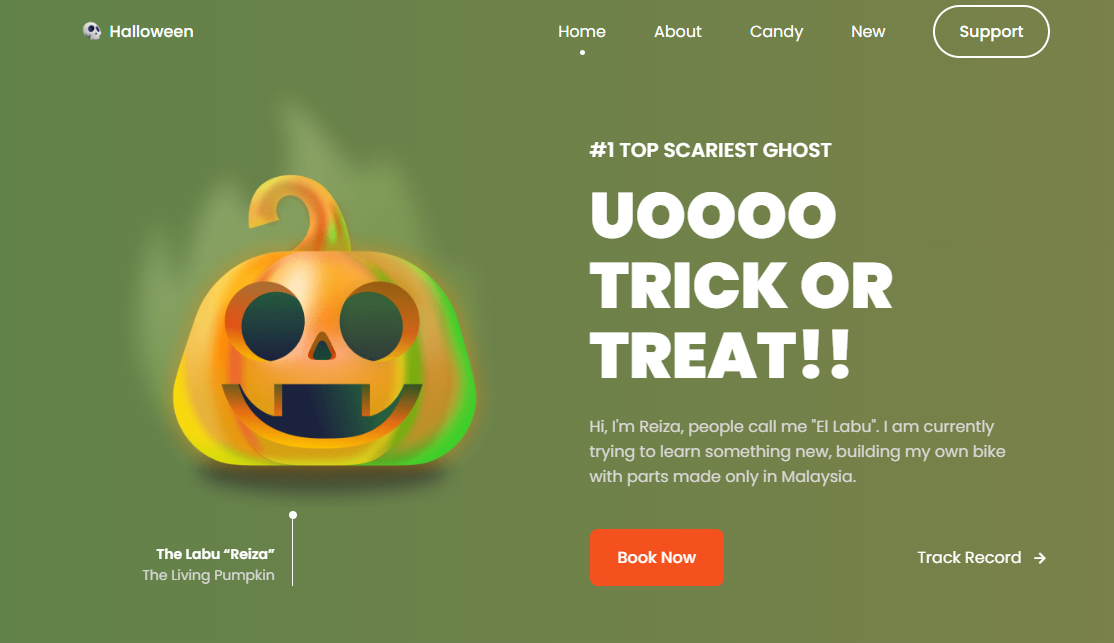 Halloween
Home
About
Candy
New
Support
#1 TOP SCARIEST GHOST
UOOOO
TRICK OR
TREAT!!
Hi, I'm Reiza, people call me "El Labu". I am currently
trying to learn something new, building my own bike
with parts made only in Malaysia.
Book Now
Track Record
The Labu “Reiza”
The Living Pumpkin